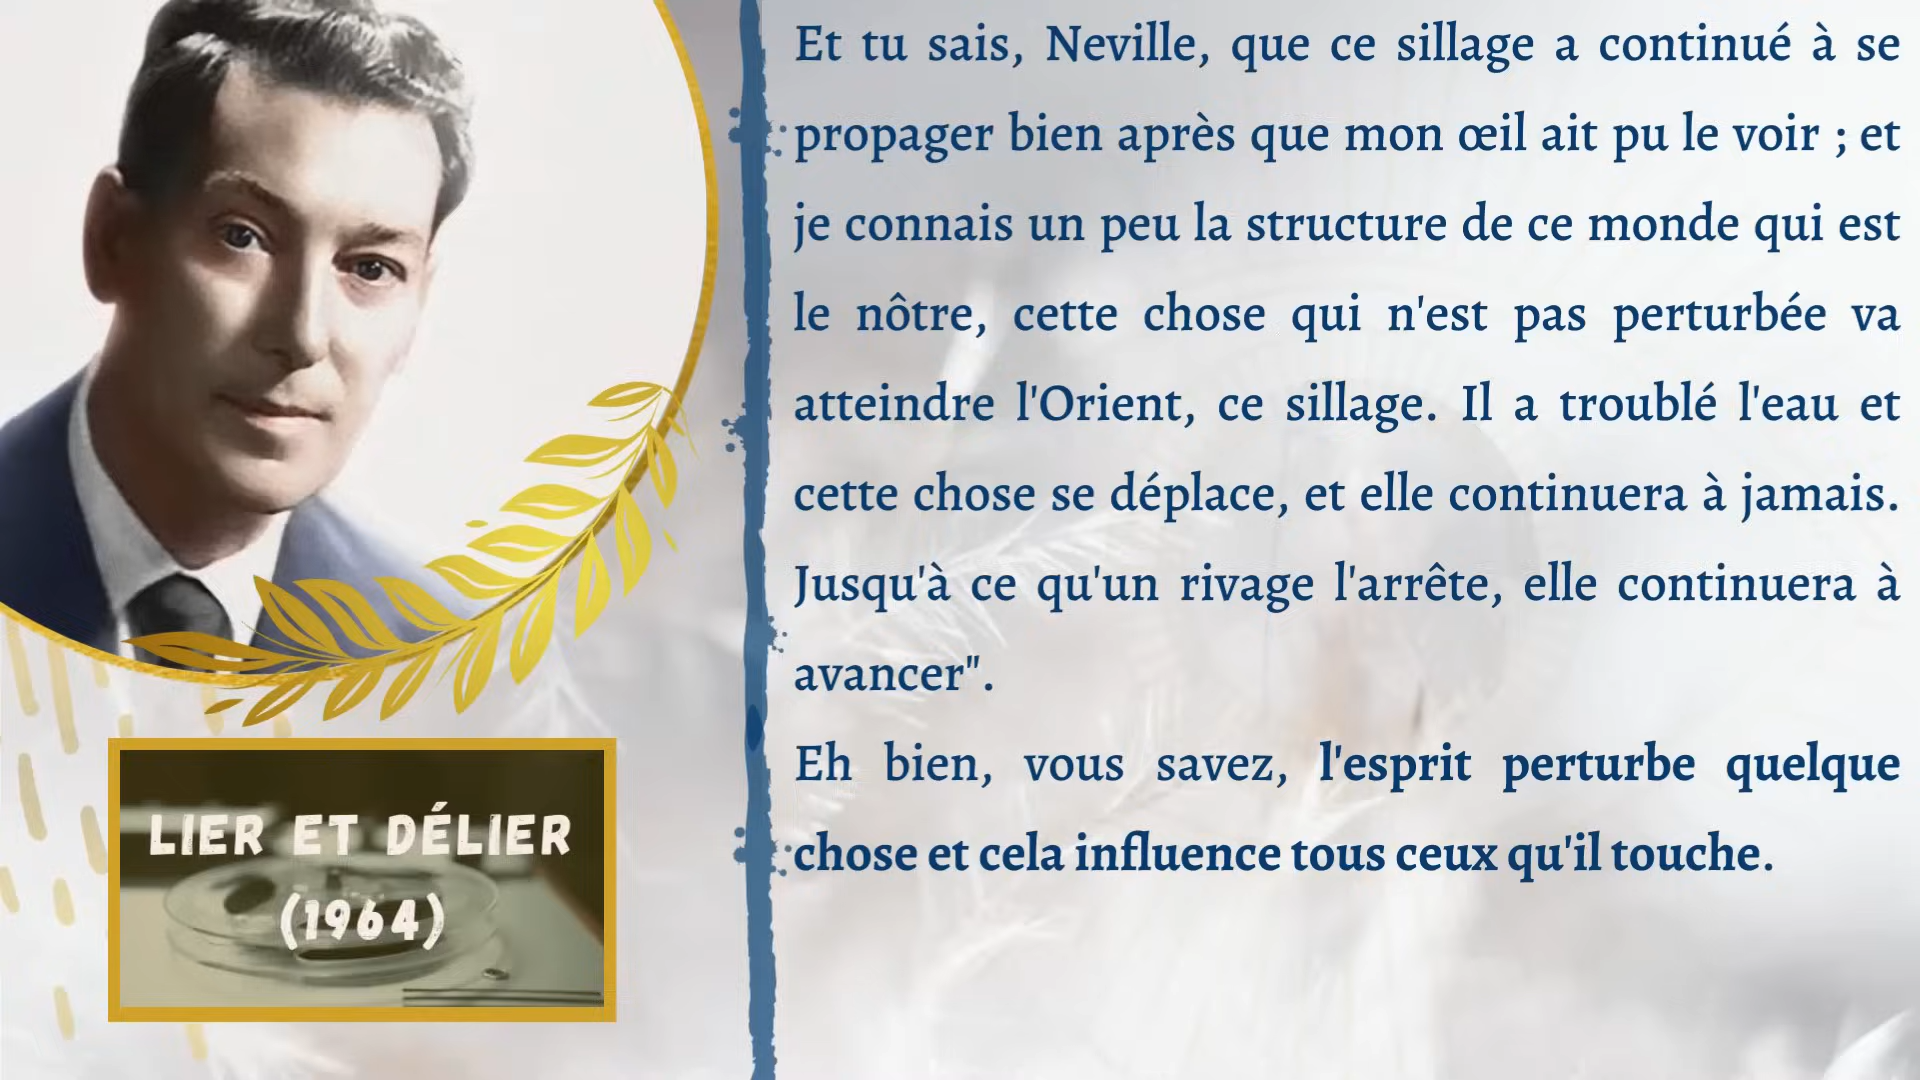 Et tu sais, Neville, que ce sillage a continué à se
propager bien après que mon œil ait pu le voir ; et
je connais un peu la structure de ce monde qui est
le nôtre, cette chose qui n'est pas perturbée va
atteindre l'Orient, ce sillage. Il a troublé l'eau et
cette chose se déplace, et elle continuera à jamais.
Jusqu'à ce qu'un rivage l'arrête, elle continuera à
avancer".
Eh bien, vous savez, l'esprit perturbe quelque
chose et cela influence tous ceux qu'il touche.
LIER ET DÉLIER
(1964)